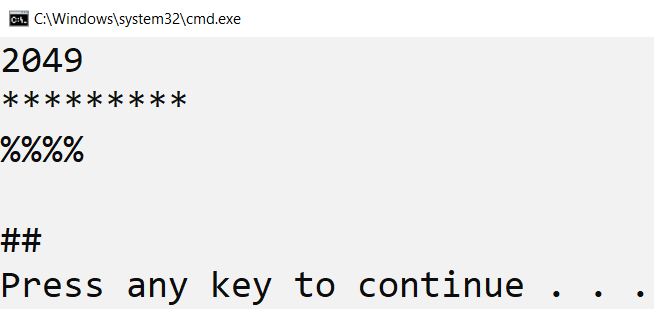 C:\Windows\system32\cmd.exe
2049
*********
%%%%
##
Press any key to continue . . .